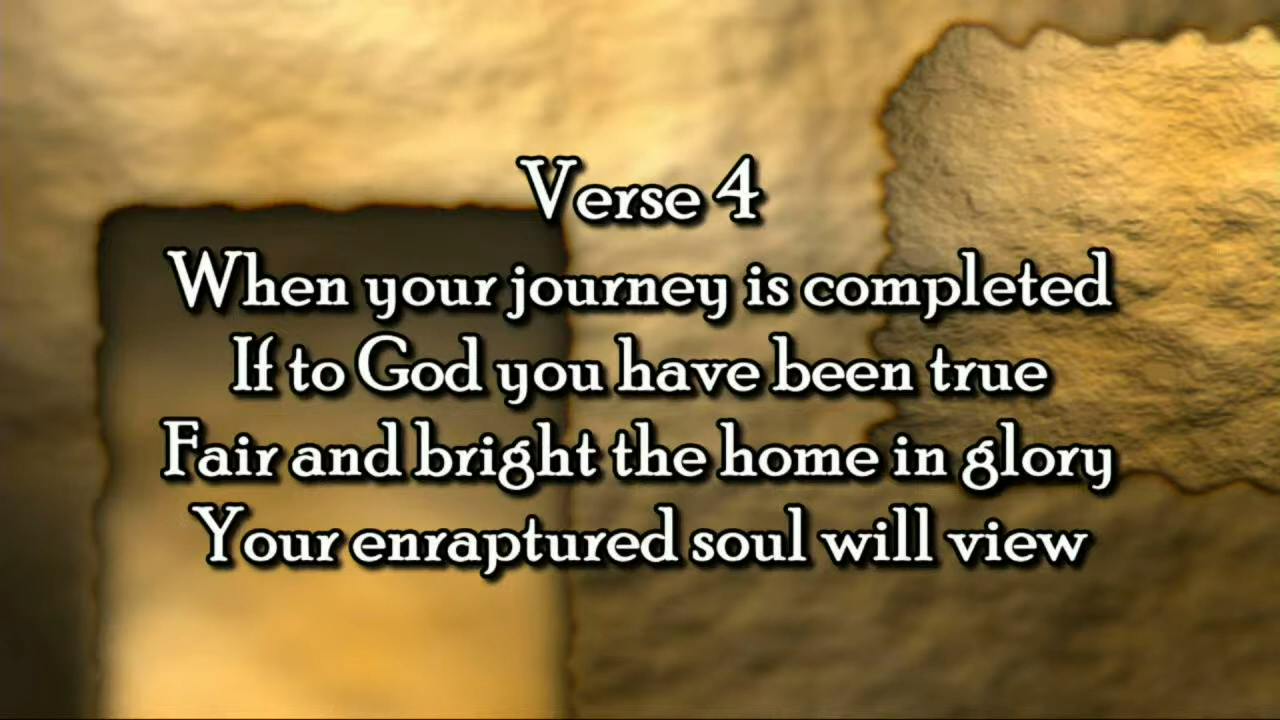 Verse 4
When your journey is completed
If to God you have been true
Fair and bright the home in glory
Your enraptured soul will view